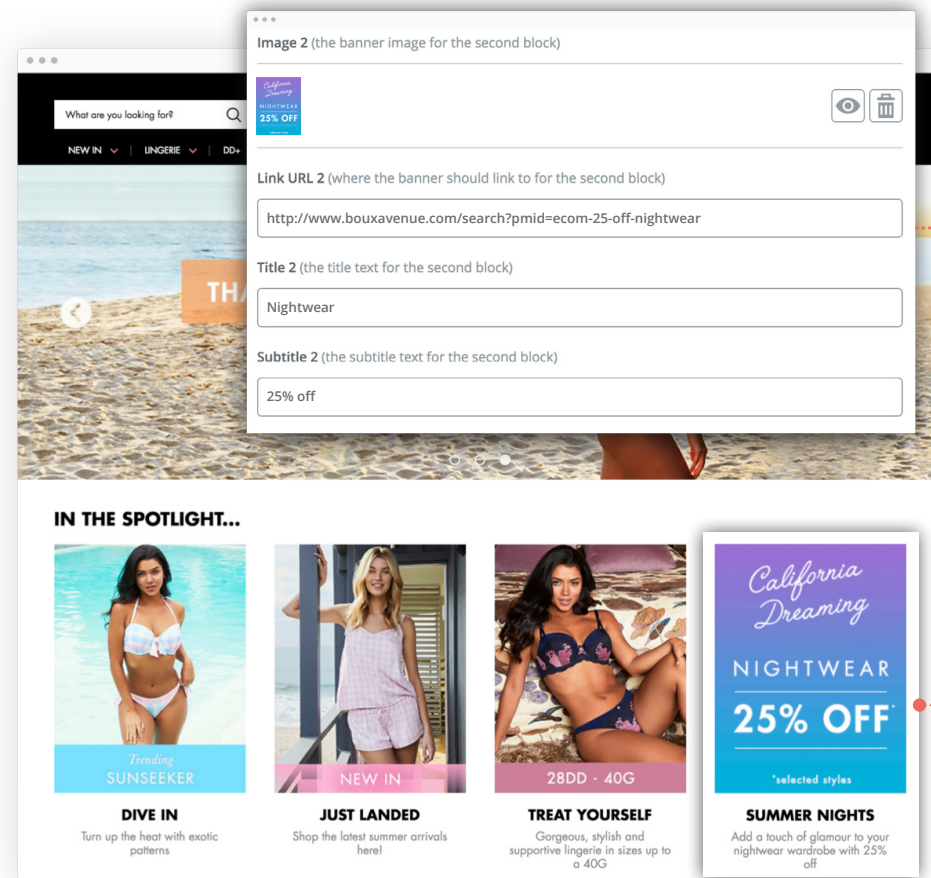 Image 2 (the banner image for the second block)
California
Dreaming
NIGHTWEAR
25% OFF
Link URL 2 (where the banner should link to for the second block)
http://www.bouxavenue.com/search?pmid=ecom-25-off-nightwear
Title 2 (the title text for the second block)
Nightwear
Subtitle 2 (the subtitle text for the second block)
25% off
What are you looking for?
NEW IN | LINGERIE | DD+
IN THE SPOTLIGHT...
Trending
SUNSEEKER
DIVE IN
Turn up the heat with exotic
patterns
NEW IN
JUST LANDED
Shop the latest summer arrivals
here!
28DD - 40G
TREAT YOURSELF
Gorgeous, stylish and
supportive lingerie in sizes up to
a 40G
California
Dreaming
NIGHTWEAR
25% OFF*
*selected styles
SUMMER NIGHTS
Add a touch of glamour to your
nightwear wardrobe with 25%
off